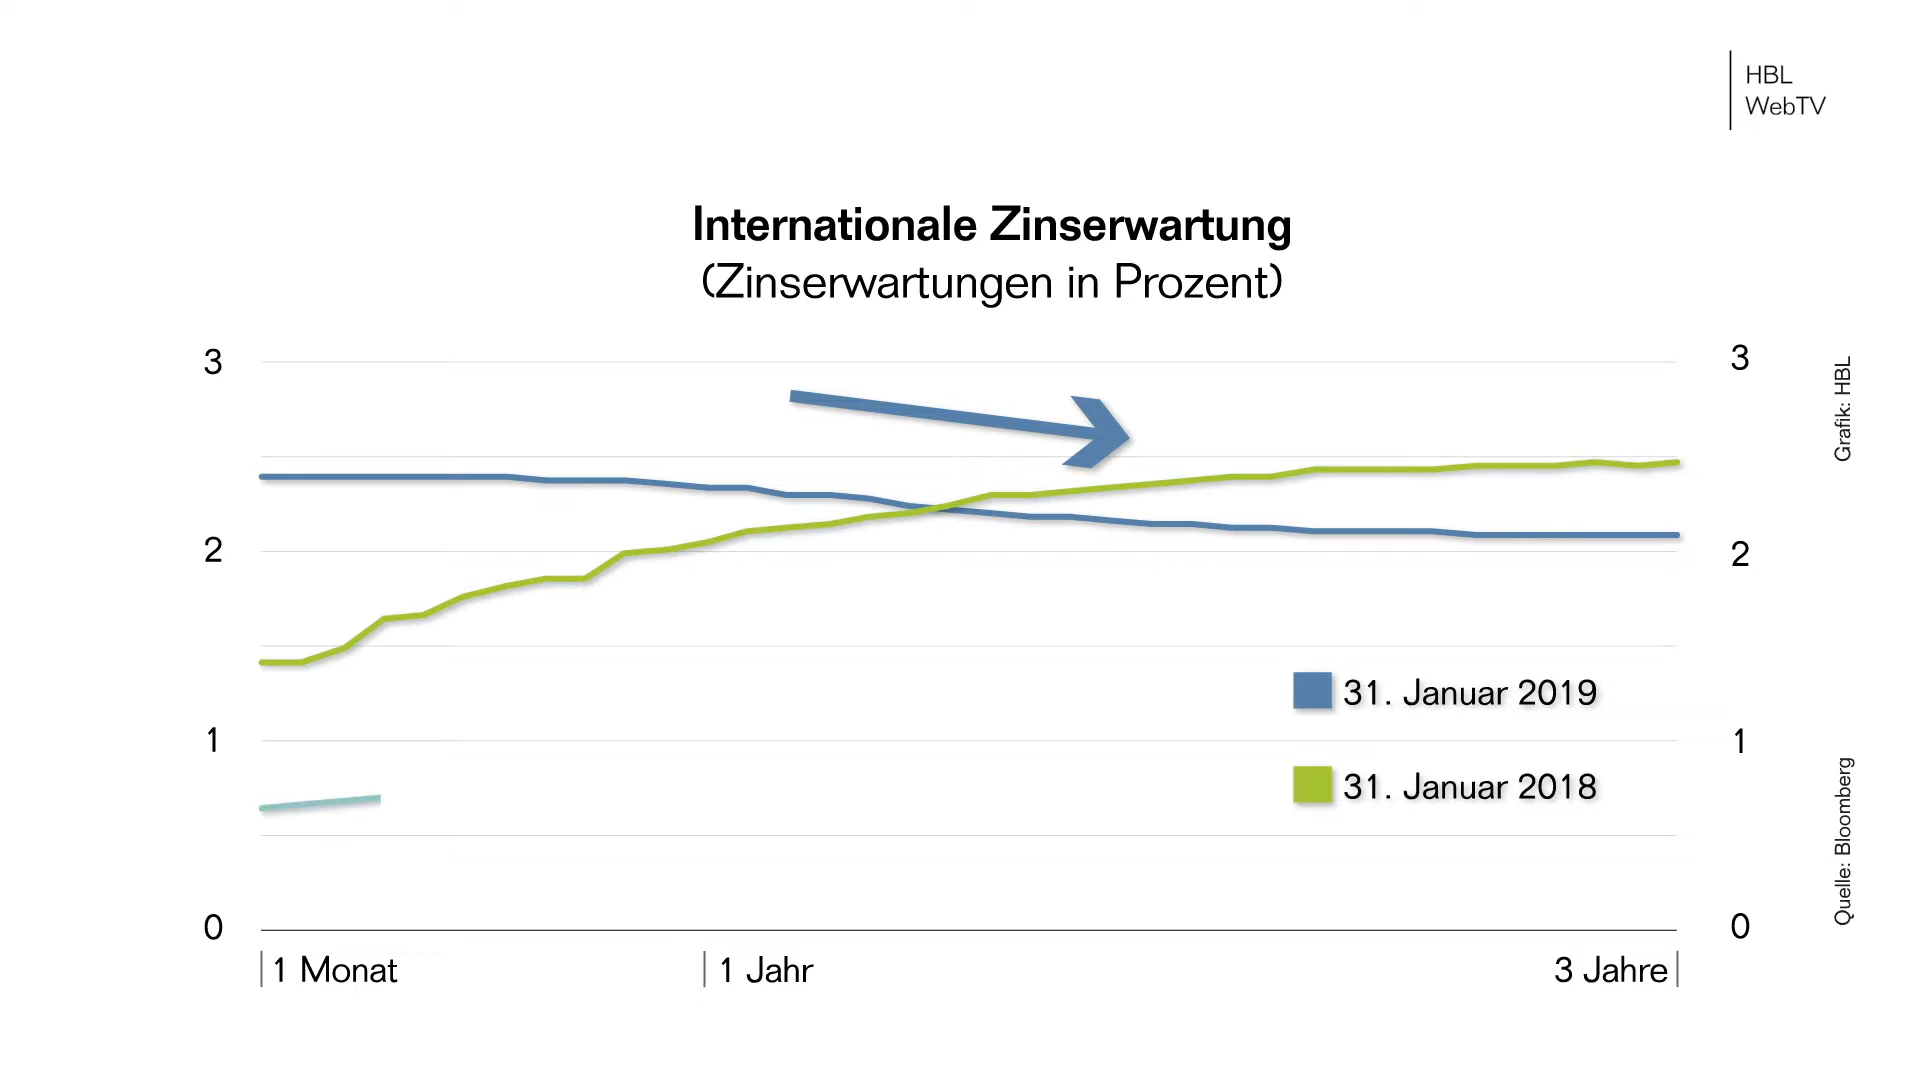 HBL
WebTV
Internationale Zinserwartung
(Zinserwartungen in Prozent)
3
2
1
0
3
2
1
0
31. Januar 2019
31. Januar 2018
1 Monat
1 Jahr
3 Jahre
Grafik: HBL
Quelle: Bloomberg